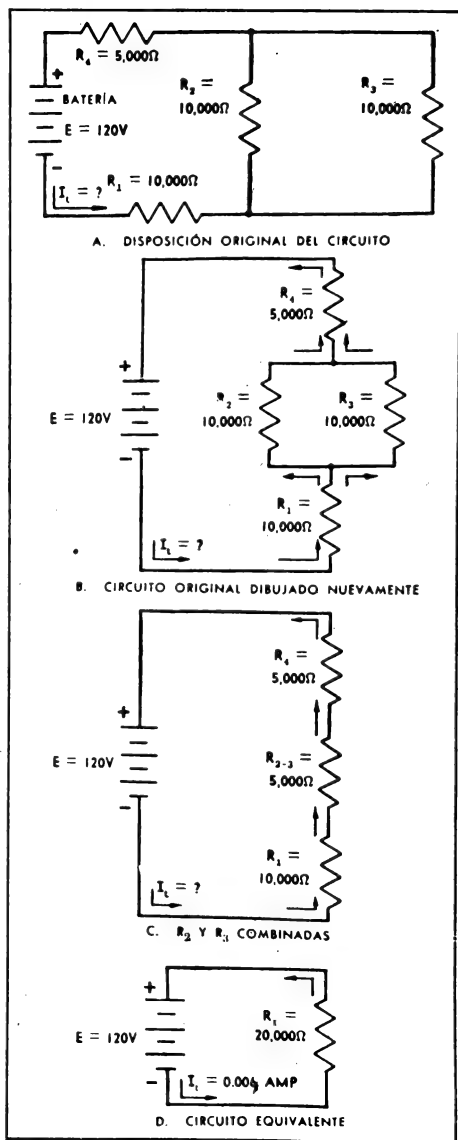 +
R₄ = 5,000Ω
BATERÍA
E = 120V
−
R₂ =
10,000Ω
R₃ =
10,000Ω
R₁ = 10,000Ω
Iₜ = ?
A. DISPOSICIÓN ORIGINAL DEL CIRCUITO
R₄ =
5,000Ω
+
E = 120V
−
R₂ =
10,000Ω
R₃ =
10,000Ω
R₁ =
10,000Ω
Iₜ = ?
B. CIRCUITO ORIGINAL DIBUJADO NUEVAMENTE
R₄ =
5,000Ω
+
E = 120V
−
R₂₋₃ =
5,000Ω
R₁ =
10,000Ω
Iₜ = ?
C. R₂ Y R₃ COMBINADAS
+
E = 120V
−
Rₜ =
20,000Ω
Iₜ = AMP
D. CIRCUITO EQUIVALENTE